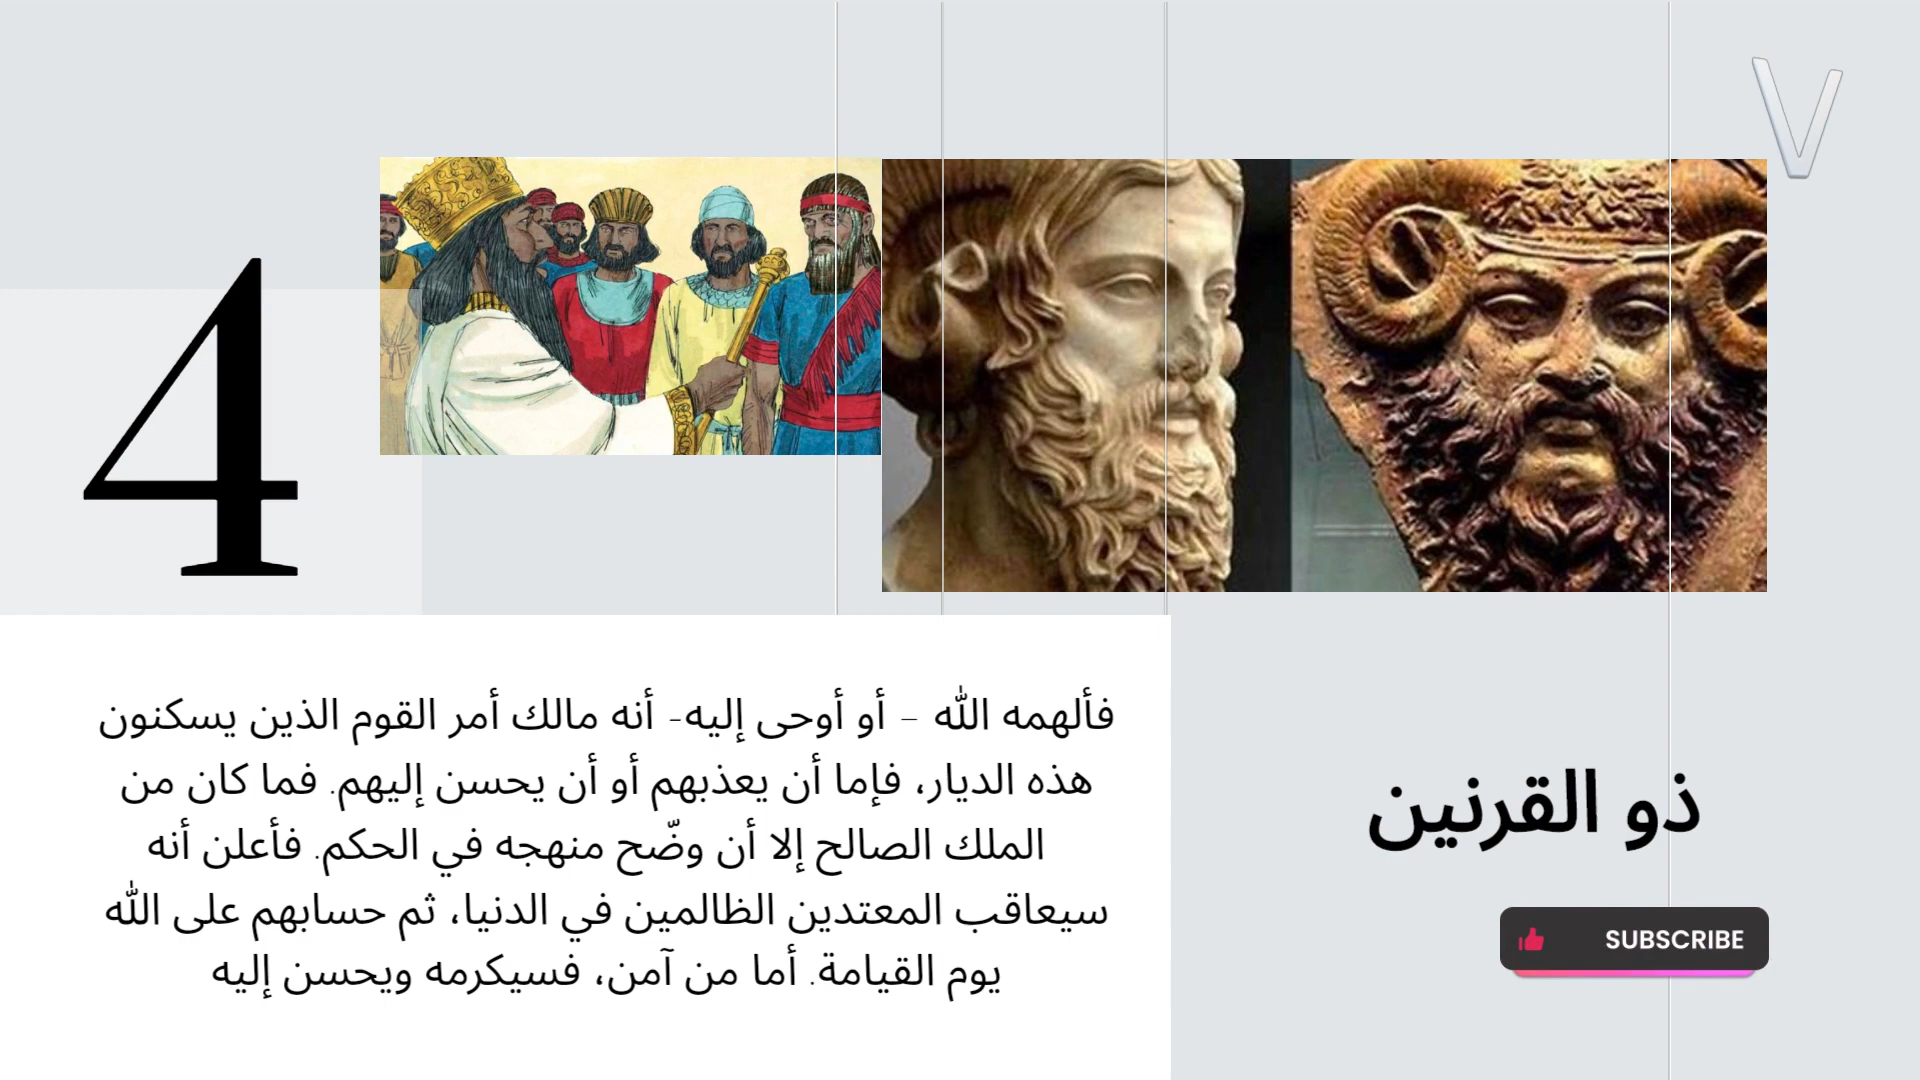 V
4
فألهمه الله – أو أوحى إليه- أنه مالك أمر القوم الذين يسكنون
هذه الديار، فإما أن يعذبهم أو أن يحسن إليهم. فما كان من
الملك الصالح إلا أن وضّح منهجه في الحكم. فأعلن أنه
سيعاقب المعتدين الظالمين في الدنيا، ثم حسابهم على الله
يوم القيامة. أما من آمن، فسيكرمه ويحسن إليه
ذو القرنين
SUBSCRIBE